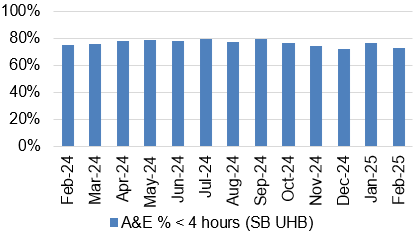 100%
80%
60%
40%
20%
0%
Feb-24
Mar-24
Apr-24
May-24
Jun-24
Jul-24
Aug-24
Sep-24
Oct-24
Nov-24
Dec-24
Jan-25
Feb-25
A&E % < 4 hours (SB UHB)